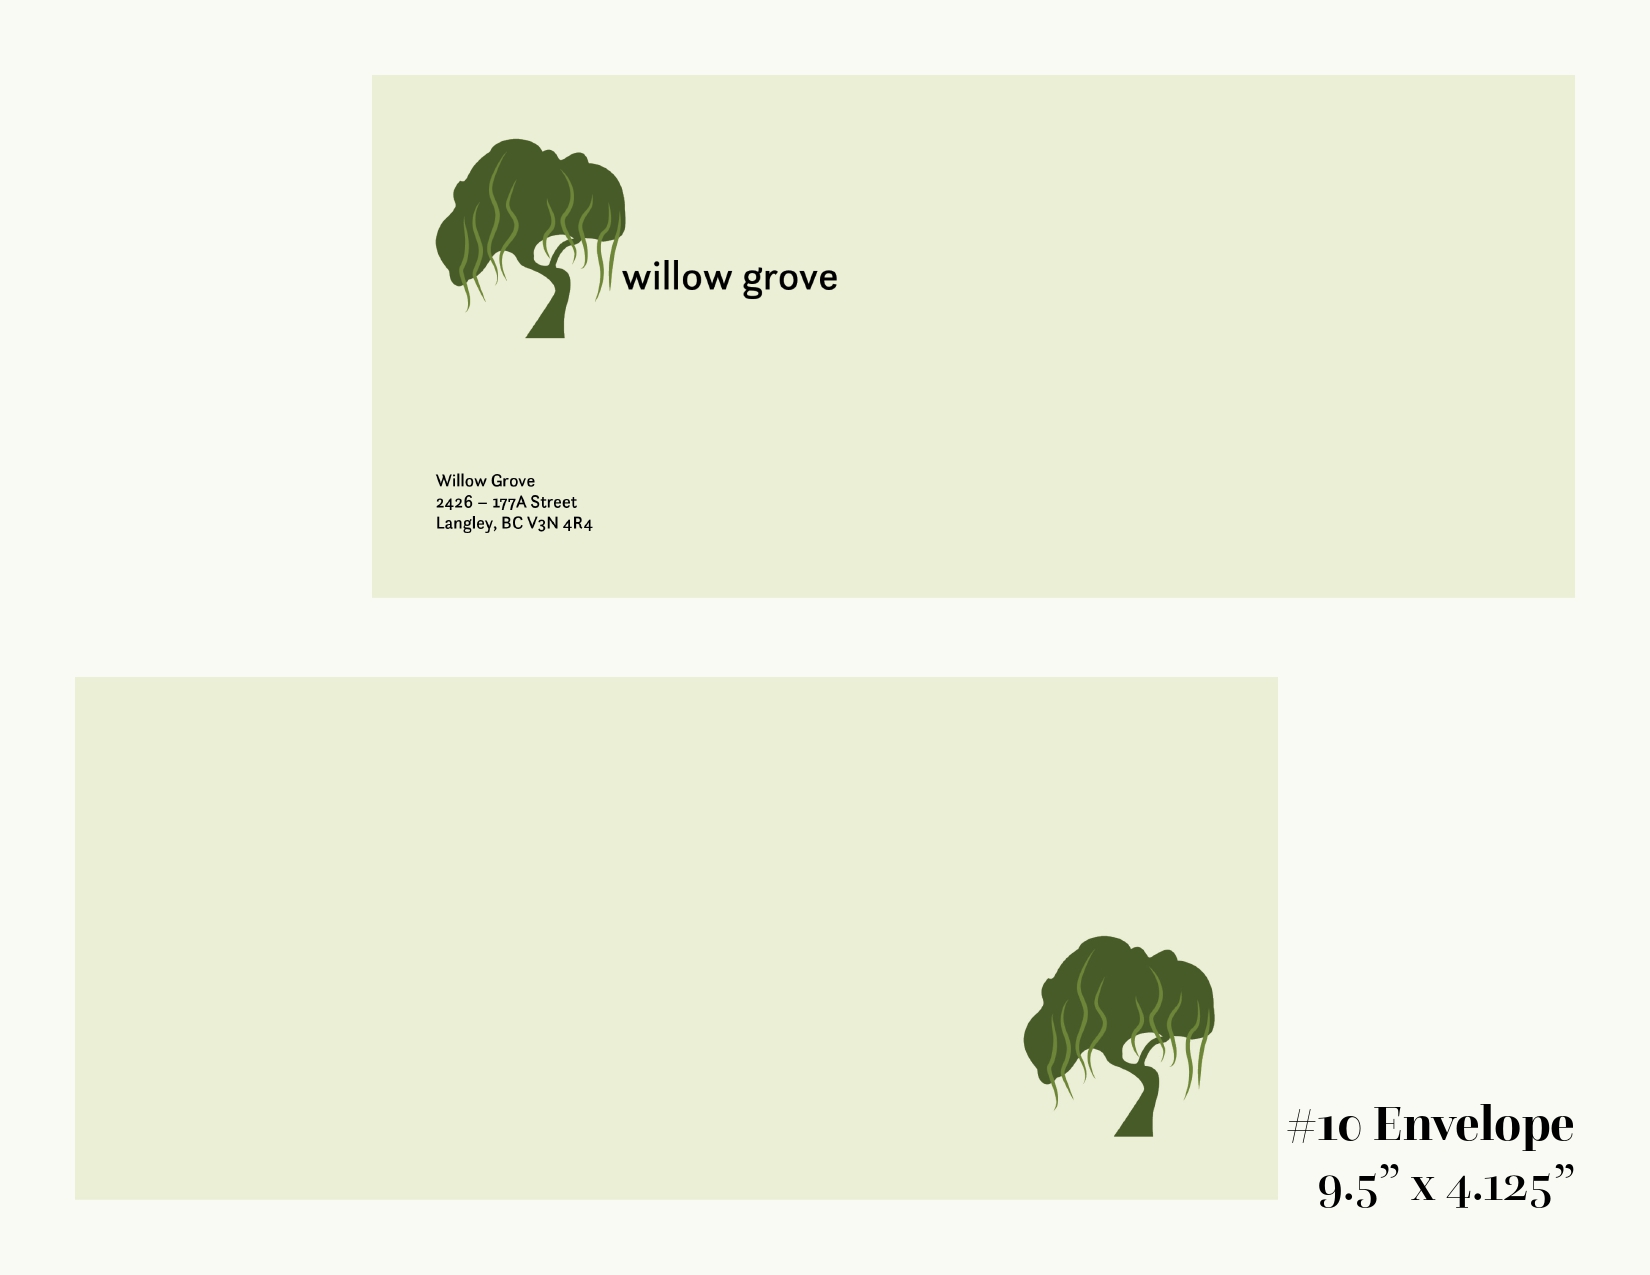 willow grove
Willow Grove
2426 – 177A Street
Langley, BC V3N 4R4
#10 Envelope
9.5” x 4.125”